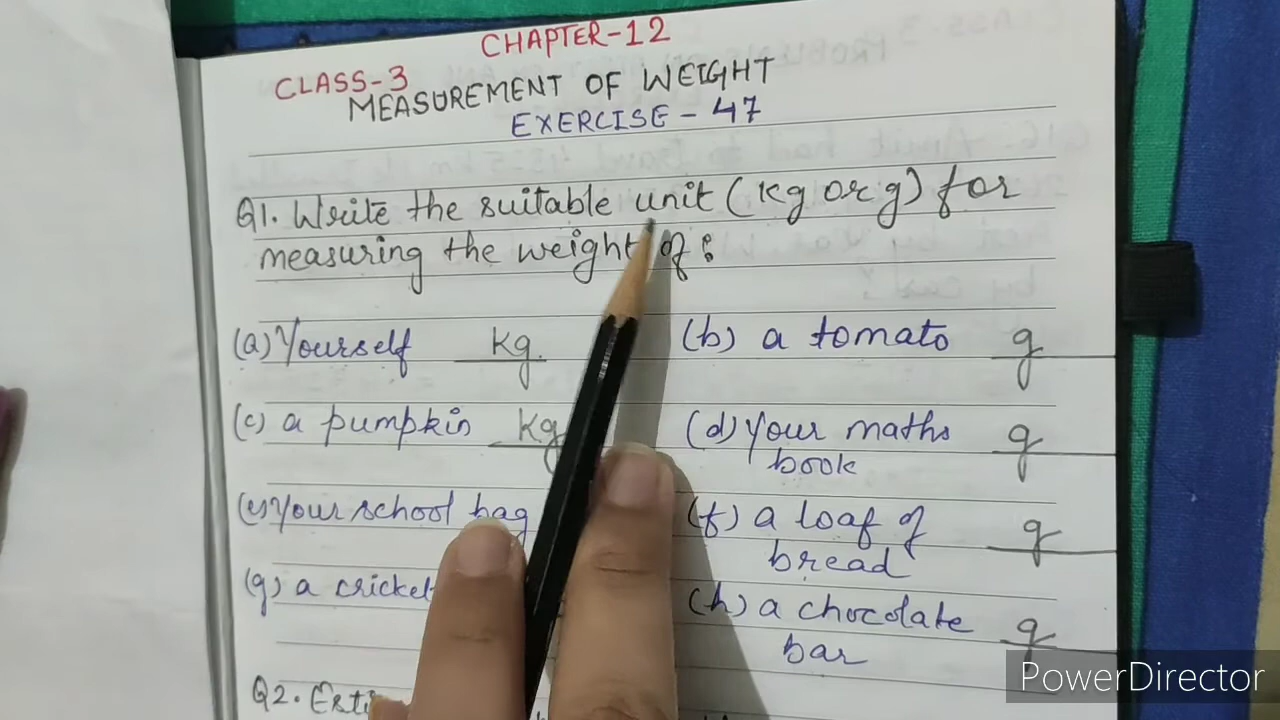 CHAPTER-12
CLASS-3
MEASUREMENT OF WEIGHT
EXERCISE - 47
Q1. Write the suitable unit (kg or g) for
measuring the weight of :
(a) Yourself kg. (b) a tomato g
(c) a pumpkin kg (d) your maths g
book
(e) Your school bag (f) a loaf of g
bread
(g) a cricket (h) a chocolate g
bar
Q2.
PowerDirector